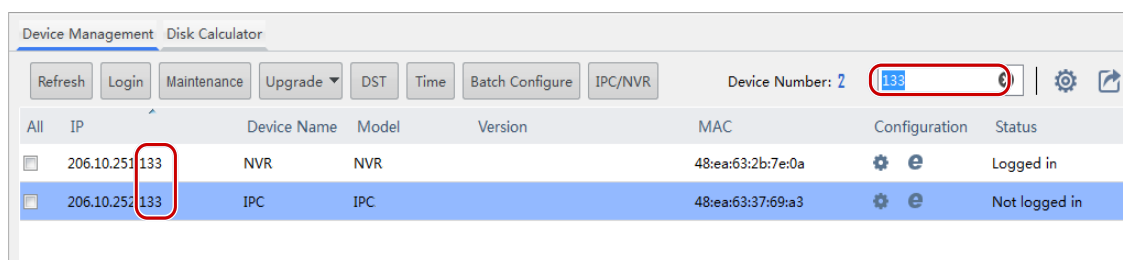 Device Management Disk Calculator
Refresh Login Maintenance Upgrade DST Time Batch Configure IPC/NVR Device Number: 2 133
All IP Device Name Model Version MAC Configuration Status
206.10.251.133 NVR NVR 48:ea:63:2b:7e:0a Logged in
206.10.252.133 IPC IPC 48:ea:63:37:69:a3 Not logged in